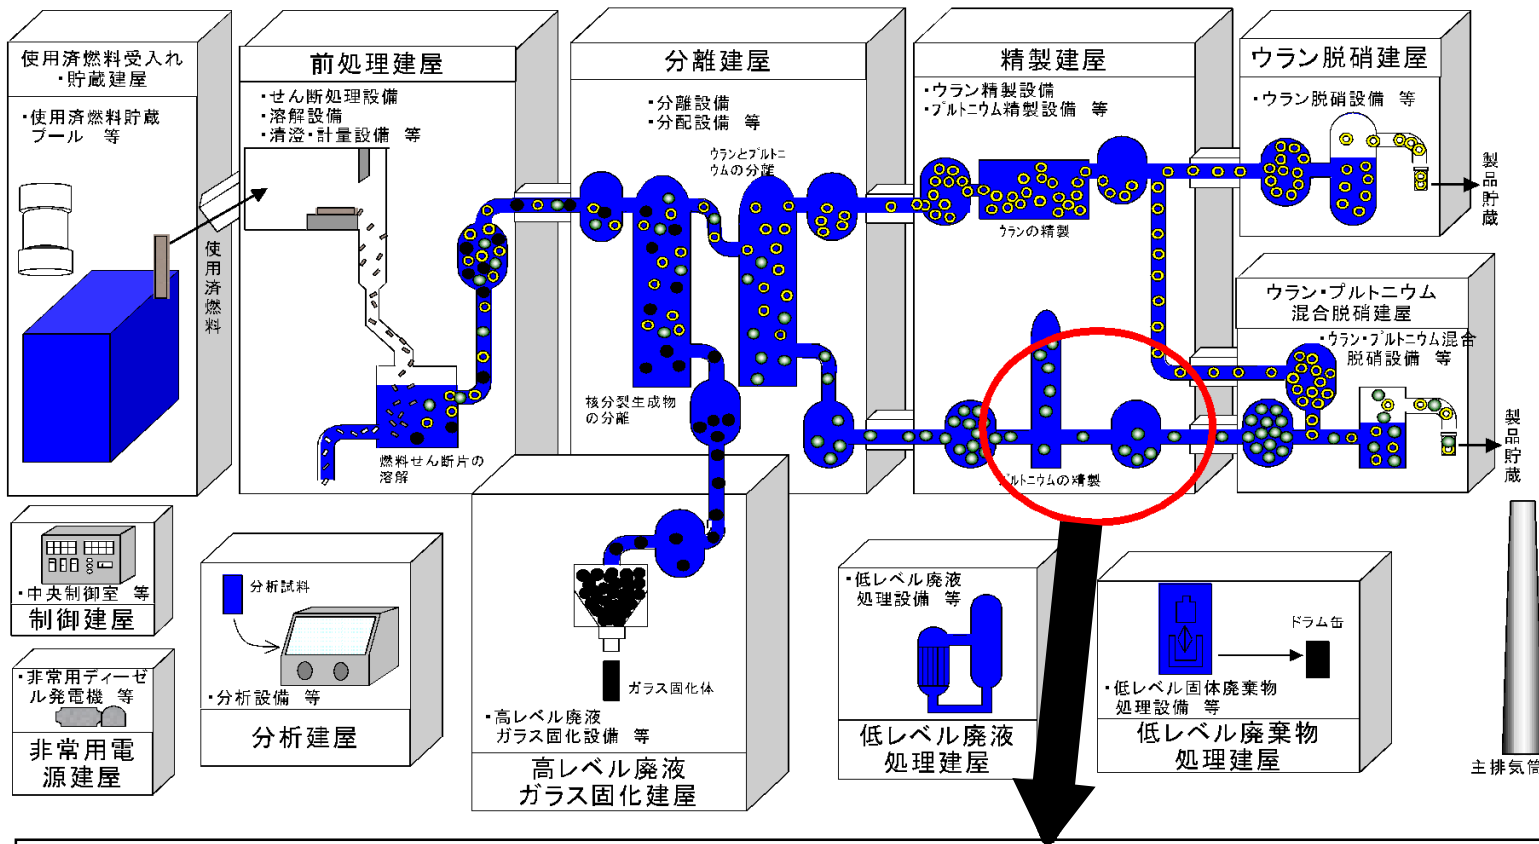 使用済燃料受入れ
・貯蔵建屋
・使用済燃料貯蔵
プール 等
使用済燃料
前処理建屋
・せん断処理設備
・溶解設備
・清澄・計量設備 等
燃料せん断片の
溶解
分離建屋
・分離設備
・分配設備 等
ウランとプルトニ
ウムの分離
核分裂生成物
の分離
精製建屋
・ウラン精製設備
・プルトニウム精製設備 等
ウランの精製
プルトニウムの精製
ウラン脱硝建屋
・ウラン脱硝設備 等
製品貯蔵
ウラン・プルトニウム
混合脱硝建屋
・ウラン・プルトニウム混合
脱硝設備 等
製品貯蔵
・中央制御室 等
制御建屋
・非常用ディーゼ
ル発電機 等
非常用電
源建屋
分析試料
・分析設備 等
分析建屋
ガラス固化体
・高レベル廃液
ガラス固化設備 等
高レベル廃液
ガラス固化建屋
・低レベル廃液
処理設備 等
低レベル廃液
処理建屋
ドラム缶
・低レベル固体廃棄物
処理設備 等
低レベル廃棄物
処理建屋
主排気筒